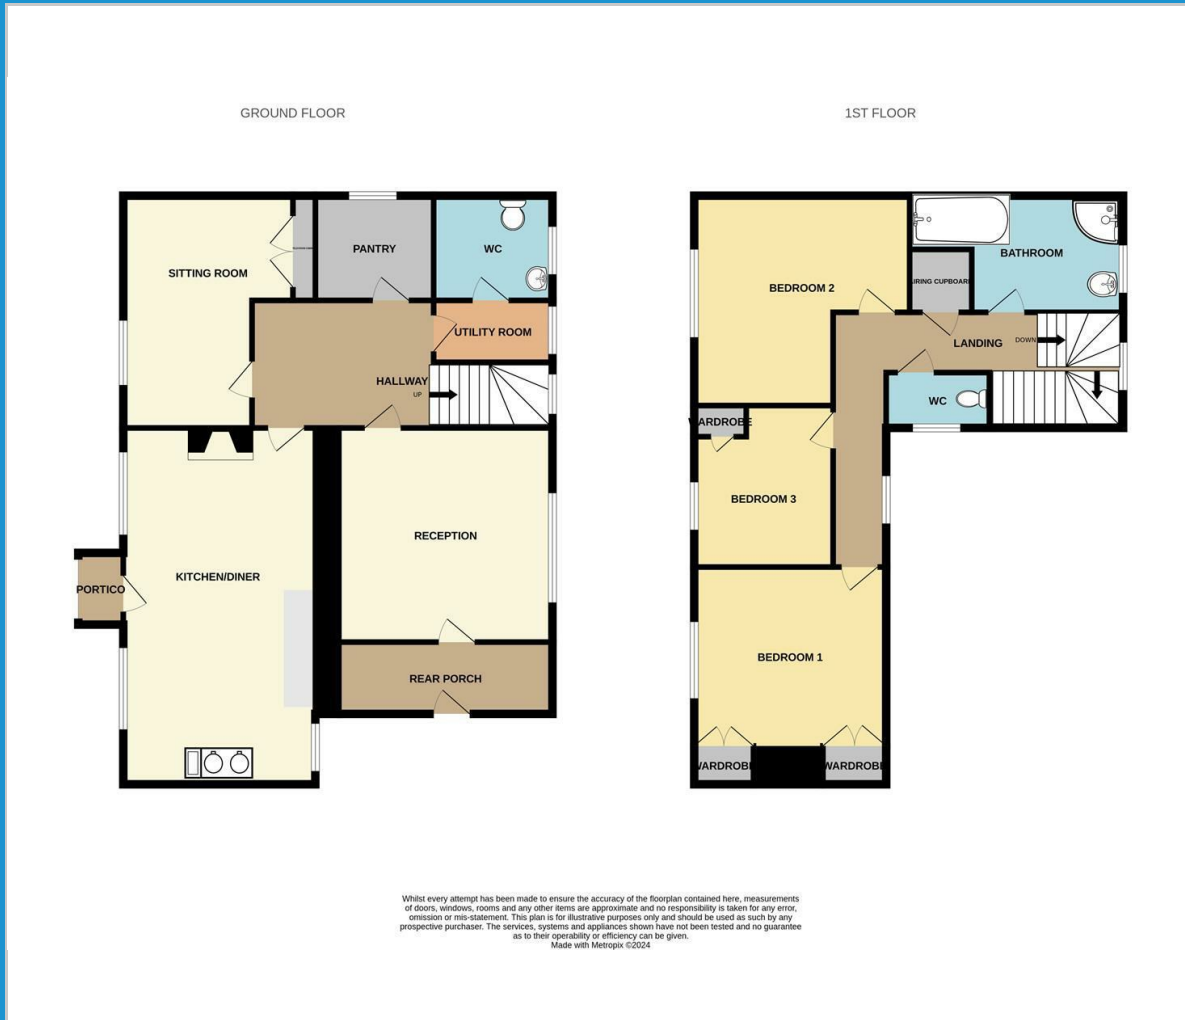 GROUND FLOOR
1ST FLOOR
SITTING ROOM
PANTRY
WC
UTILITY ROOM
HALLWAY
UP
KITCHEN/DINER
RECEPTION
PORTICO
REAR PORCH
BEDROOM 2
BATHROOM
LANDING
DOWN
WC
BEDROOM 3
BEDROOM 1
WARDROBE
WARDROBE
WARDROBE
AIRING CUPBOARD
Whilst every attempt has been made to ensure the accuracy of the floorplan contained here, measurements
of doors, windows, rooms and any other items are approximate and no responsibility is taken for any error,
omission or mis-statement. This plan is for illustrative purposes only and should be used as such by any
prospective purchaser. The services, systems and appliances shown have not been tested and no guarantee
as to their operability or efficiency can be given.
Made with Metropix ©2024